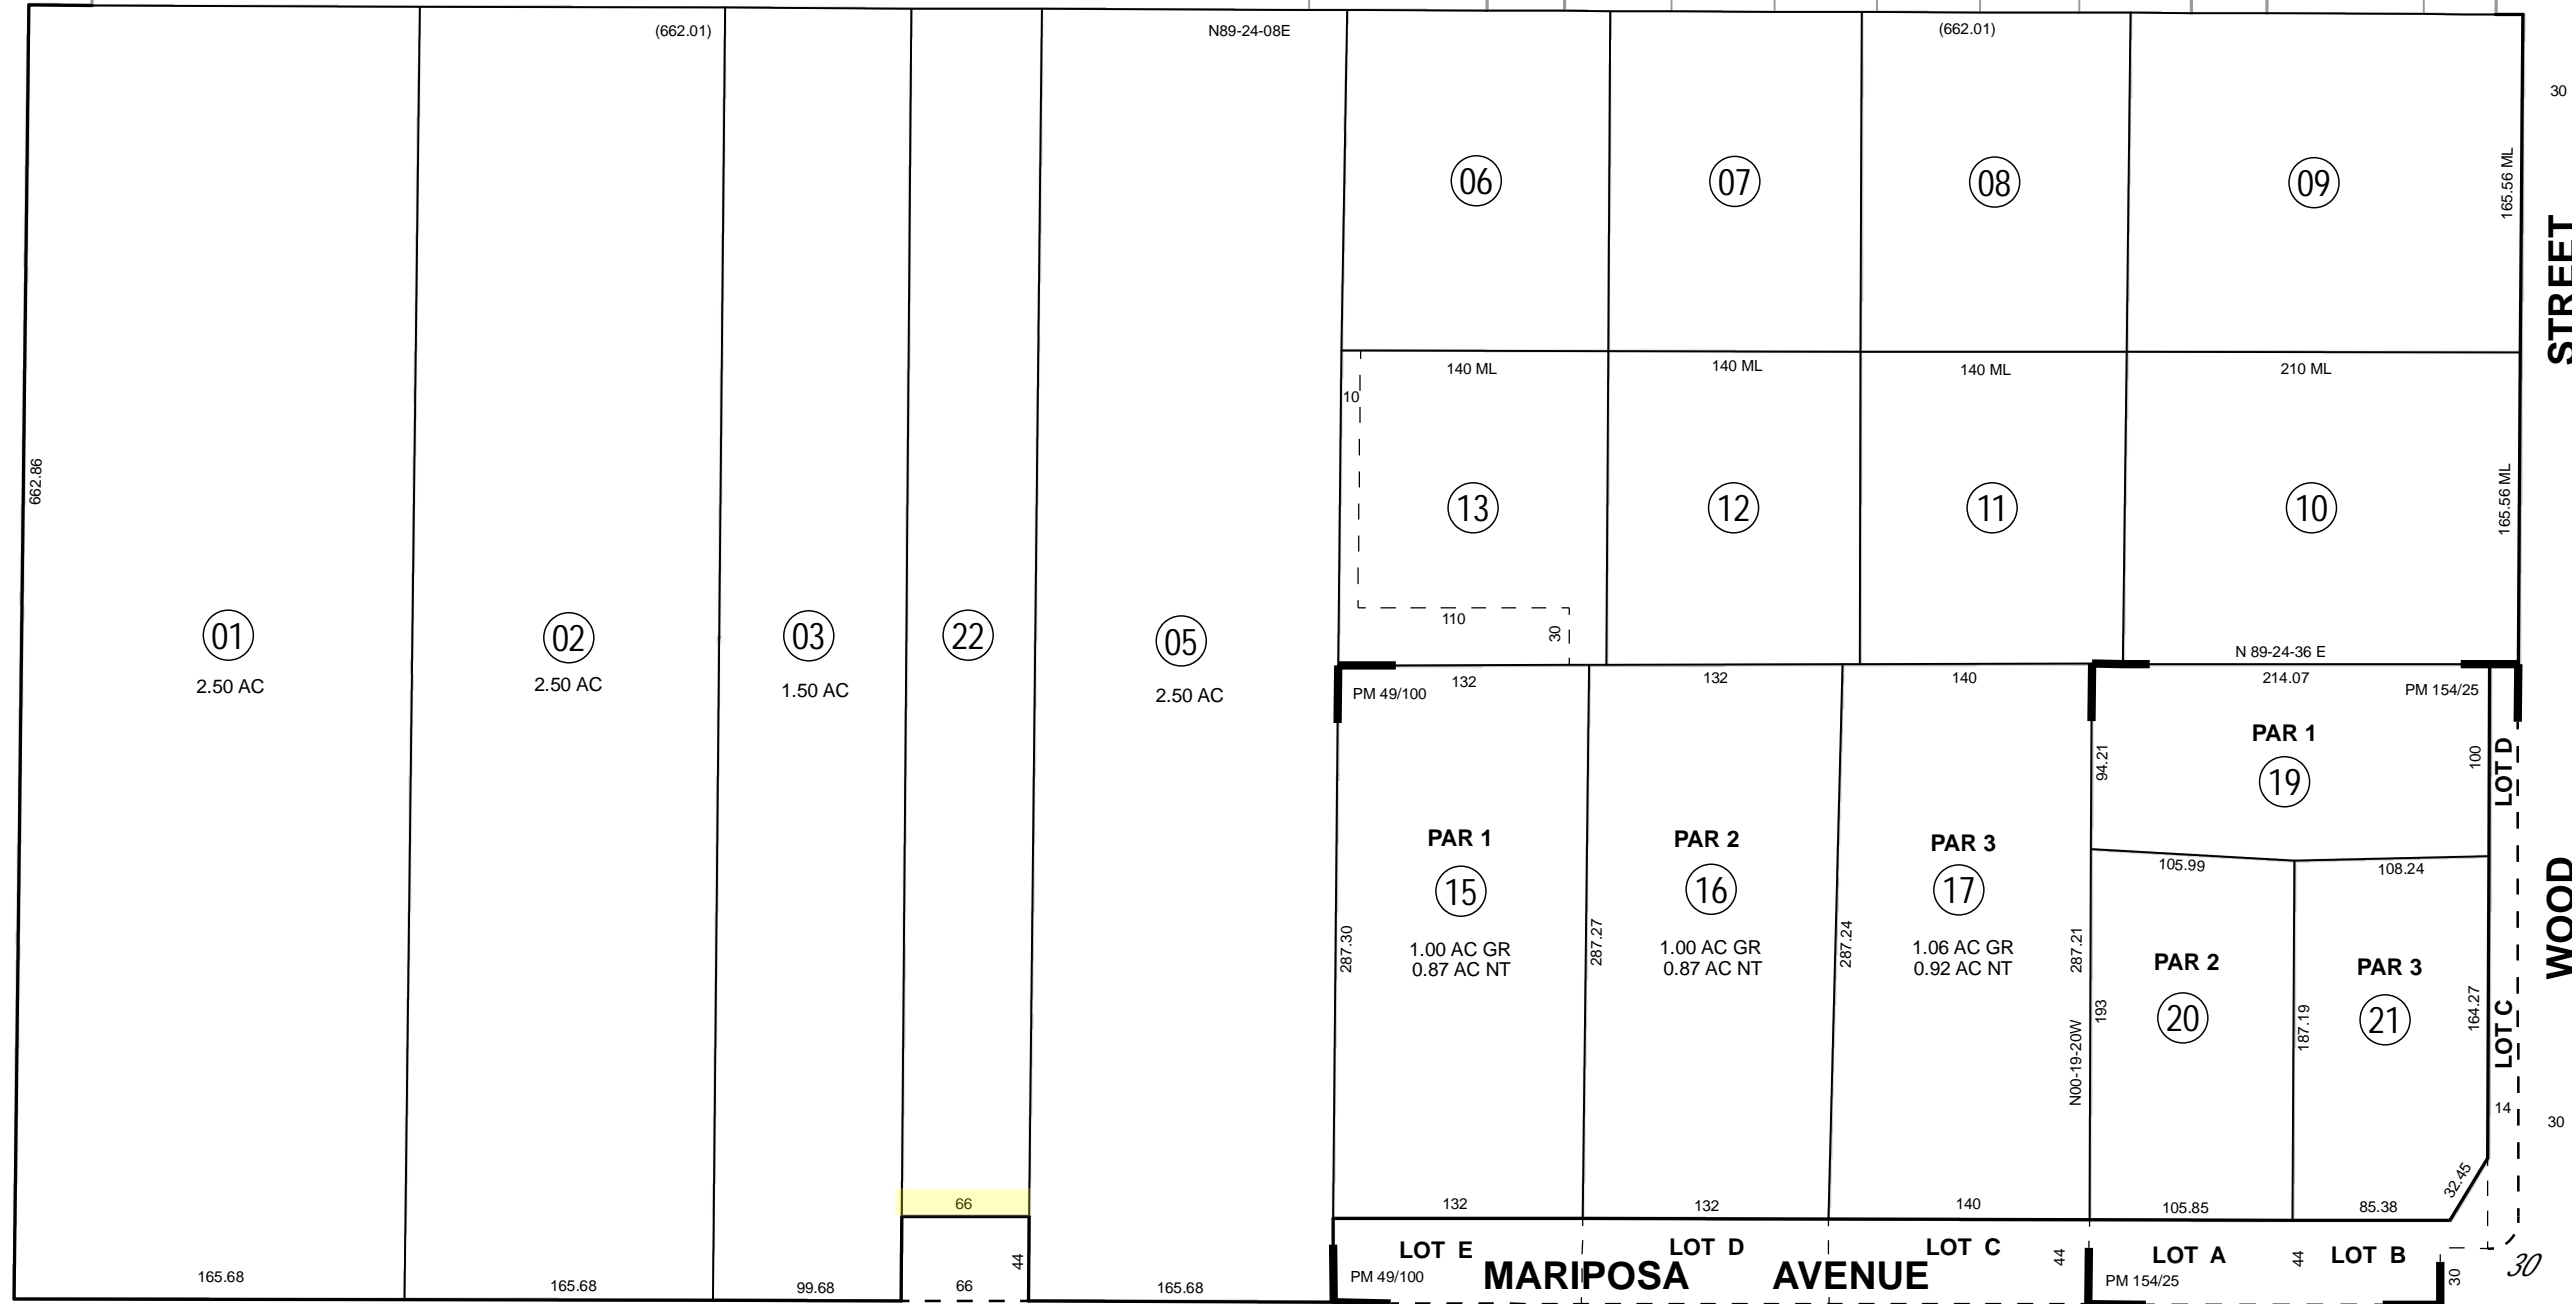 (662.01)
N89-24-08E
(662.01)
30
06
07
08
09
165.56 ML
STREET
140 ML
140 ML
140 ML
210 ML
10
662.86
13
12
11
10
165.56 ML
110
30
01
2.50 AC
02
2.50 AC
03
1.50 AC
22
05
2.50 AC
N 89-24-36 E
PM 49/100
132
132
140
214.07
PM 154/25
94.21
PAR 1
19
100
LOT D
PAR 1
15
1.00 AC GR
0.87 AC NT
287.30
PAR 2
16
1.00 AC GR
0.87 AC NT
287.27
PAR 3
17
1.06 AC GR
0.92 AC NT
287.24
287.21
N00-19-20W
105.99
108.24
WOOD
193
PAR 2
20
187.19
PAR 3
21
164.27
LOT C
14
30
32.45
66
132
132
140
105.85
85.38
44
LOT E
LOT D
LOT C
44
LOT A
44
LOT B
30
30
165.68
165.68
99.68
66
165.68
PM 49/100
MARIPOSA AVENUE
PM 154/25